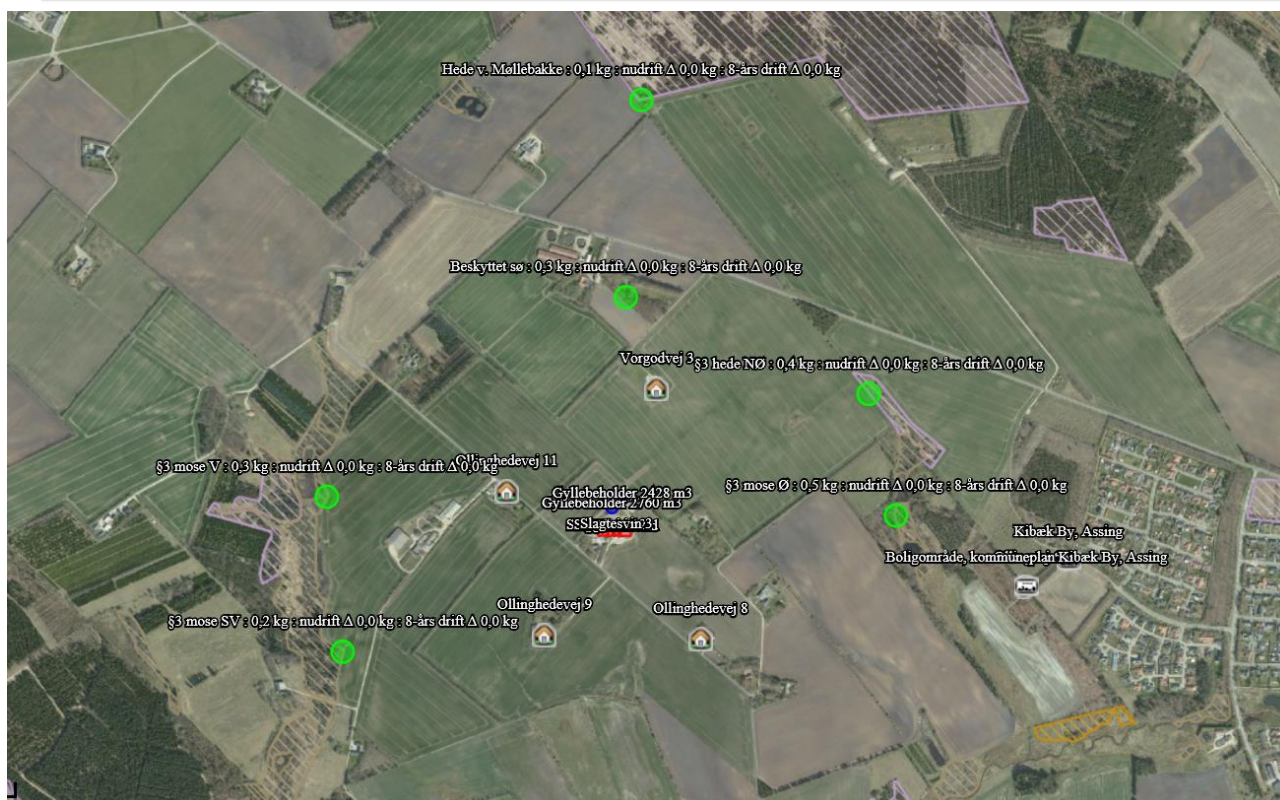 Hede v. Møllebakke : 0,1 kg : nudrift Δ 0,0 kg : 8-års drift Δ 0,0 kg
Beskyttet sø : 0,3 kg : nudrift Δ 0,0 kg : 8-års drift Δ 0,0 kg
Vorgodvej 3
§3 hede NØ : 0,4 kg : nudrift Δ 0,0 kg : 8-års drift Δ 0,0 kg
Ollinghedevej 11
§3 mose V : 0,3 kg : nudrift Δ 0,0 kg : 8-års drift Δ 0,0 kg
§3 mose Ø : 0,5 kg : nudrift Δ 0,0 kg : 8-års drift Δ 0,0 kg
Gyllebeholder 2428 m3
Gyllebeholder 2760 m3
Slagtesvin 3
Kibæk By, Assing
Boligområde, kommuneplan Kibæk By, Assing
Ollinghedevej 9
Ollinghedevej 8
§3 mose SV : 0,2 kg : nudrift Δ 0,0 kg : 8-års drift Δ 0,0 kg